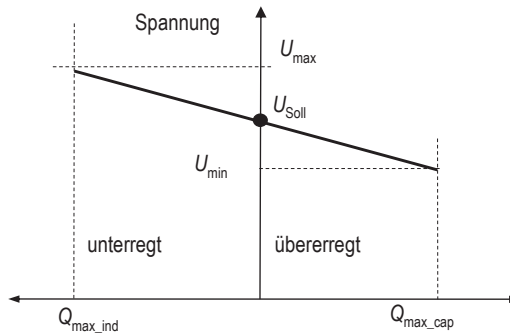 Spannung
U_max
U_Soll
U_min
unterregt
übererregt
Q_max_ind
Q_max_cap